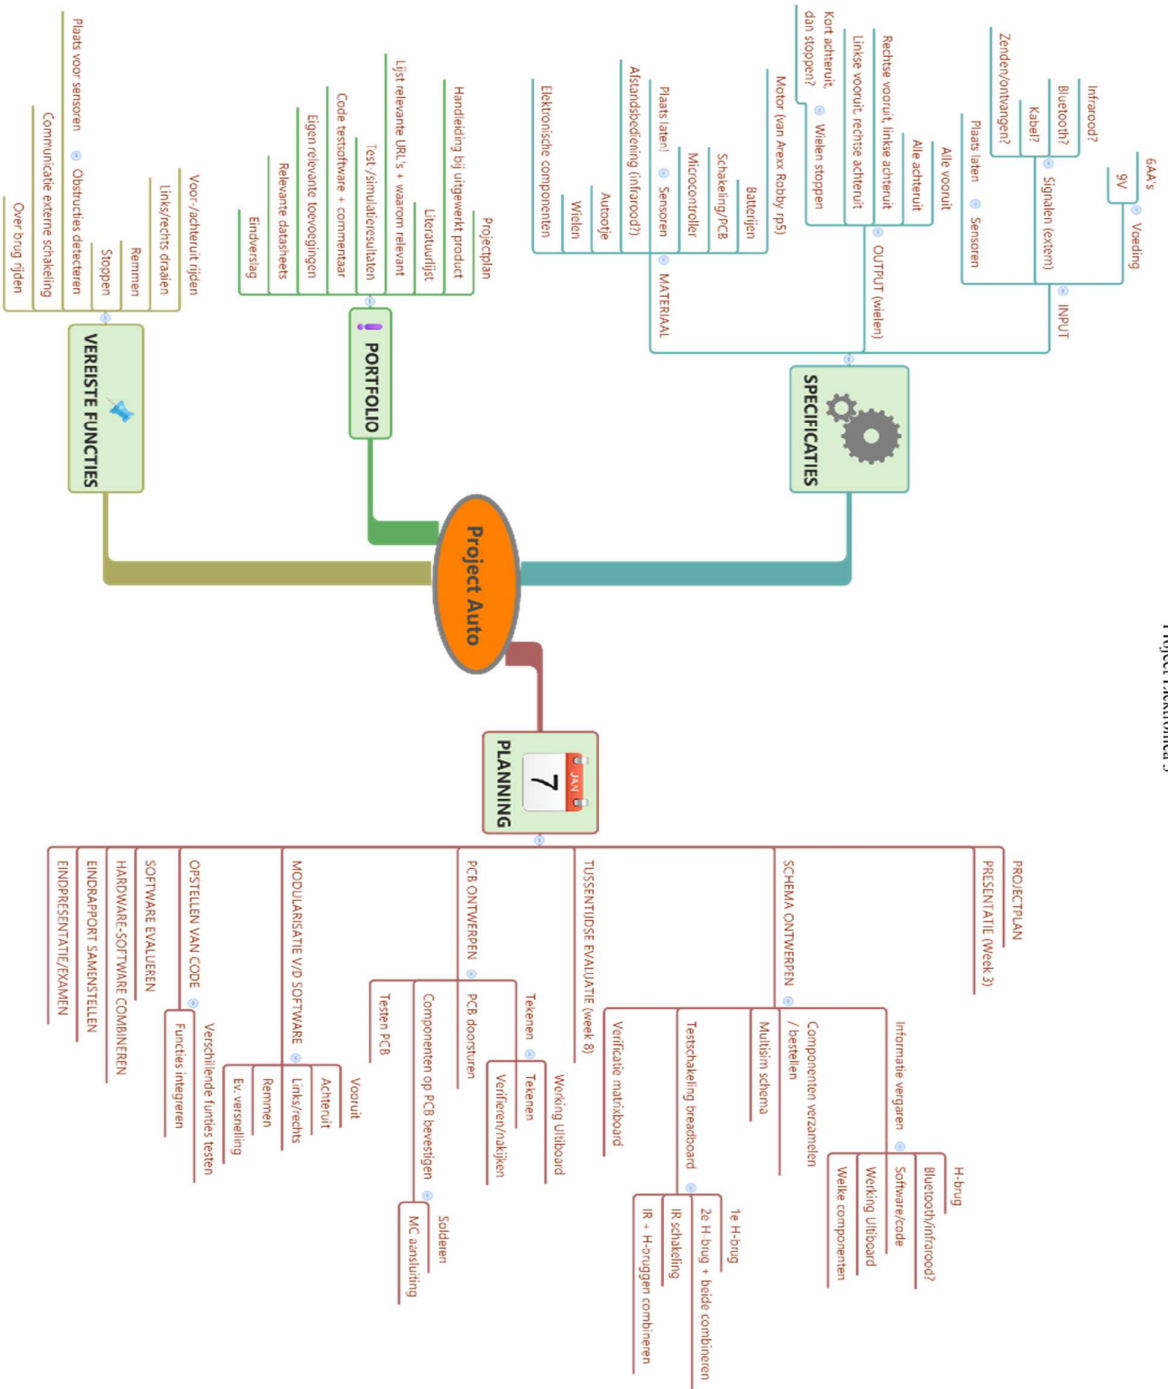 Project Auto
SPECIFICATIES
INPUT
Voeding
6AA's
9V
Signalen (extern)
Infrarood?
Bluetooth?
Kabel?
Zenden/ontvangen?
Sensoren
Plaats laten
OUTPUT (wielen)
Alle vooruit
Alle achteruit
Rechtse vooruit, linkse achteruit
Linkse vooruit, rechtse achteruit
Wielen stoppen
Kort achteruit,
dan stoppen?
MATERIAAL
Motor (van Arexx Robby rp5)
Batterijen
Schakeling/PCB
Microcontroller
Sensoren
Plaats laten!
Afstandsbediening (infrarood?)
Autootje
Wielen
Elektronische componenten
PORTFOLIO
Projectplan
Handleiding bij uitgewerkt product
Literatuurlijst
Lijst relevante URL's + waarom relevant
Test-/simulatieresultaten
Code testsoftware + commentaar
Eigen relevante toevoegingen
Relevante datasheets
Eindverslag
VEREISTE FUNCTIES
Voor-/achteruit rijden
Links/rechts draaien
Remmen
Stoppen
Obstructies detecteren
Plaats voor sensoren
Communicatie externe schakeling
Over brug rijden
JAN
7
PLANNING
PROJECTPLAN
PRESENTATIE (Week 3)
SCHEMA ONTWERPEN
Informatie vergaren
H-brug
Bluetooth/infrarood?
Software/code
Werking Ultiboard
Welke componenten
Componenten verzamelen
/ bestellen
Multisim schema
Testschakeling breadboard
1e H-brug
2e H-brug + beide combineren
IR schakeling
IR + H-bruggen combineren
Verificatie matrixboard
TUSSENTIJDSE EVALUATIE (week 8)
PCB ONTWERPEN
Tekenen
Werking Ultiboard
Tekenen
Verifieren/nakijken
PCB doorsturen
Componenten op PCB bevestigen
Solderen
MC aansluiting
Testen PCB
MODULARISATIE V/D SOFTWARE
Vooruit
Achteruit
Links/rechts
Remmen
Ev. versnelling
OPSTELLEN VAN CODE
Verschillende funties testen
Functies integreren
SOFTWARE EVALUEREN
HARDWARE-SOFTWARE COMBINEREN
EINDRAPPORT SAMENSTELLEN
EINDPRESENTATIE/EXAMEN